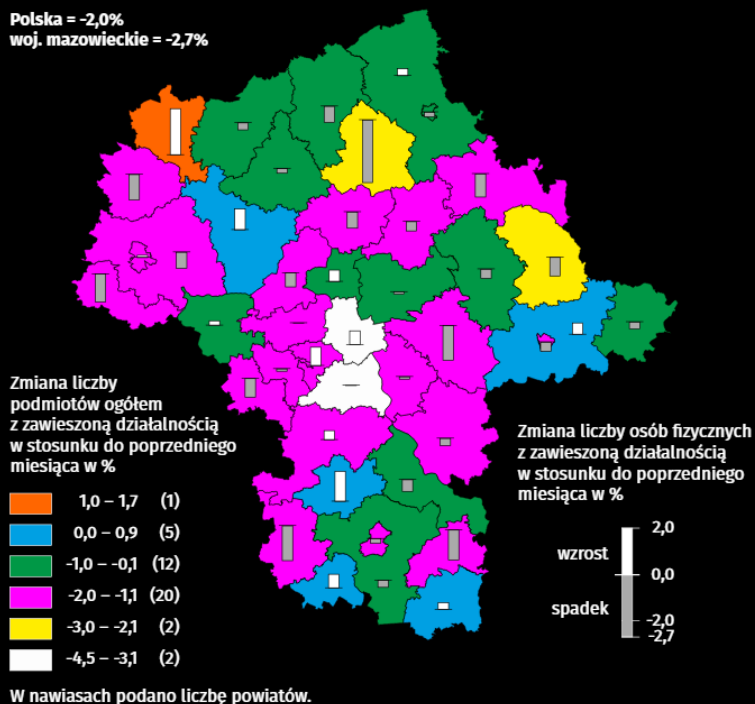 Polska = -2,0%
woj. mazowieckie = -2,7%
Zmiana liczby
podmiotów ogółem
z zawieszoną działalnością
w stosunku do poprzedniego
miesiąca w %
1,0 – 1,7 (1)
0,0 – 0,9 (5)
-1,0 – -0,1 (12)
-2,0 – -1,1 (20)
-3,0 – -2,1 (2)
-4,5 – -3,1 (2)
W nawiasach podano liczbę powiatów.
Zmiana liczby osób fizycznych
z zawieszoną działalnością
w stosunku do poprzedniego
miesiąca w %
2,0
wzrost
0,0
spadek
-2,0
-2,7